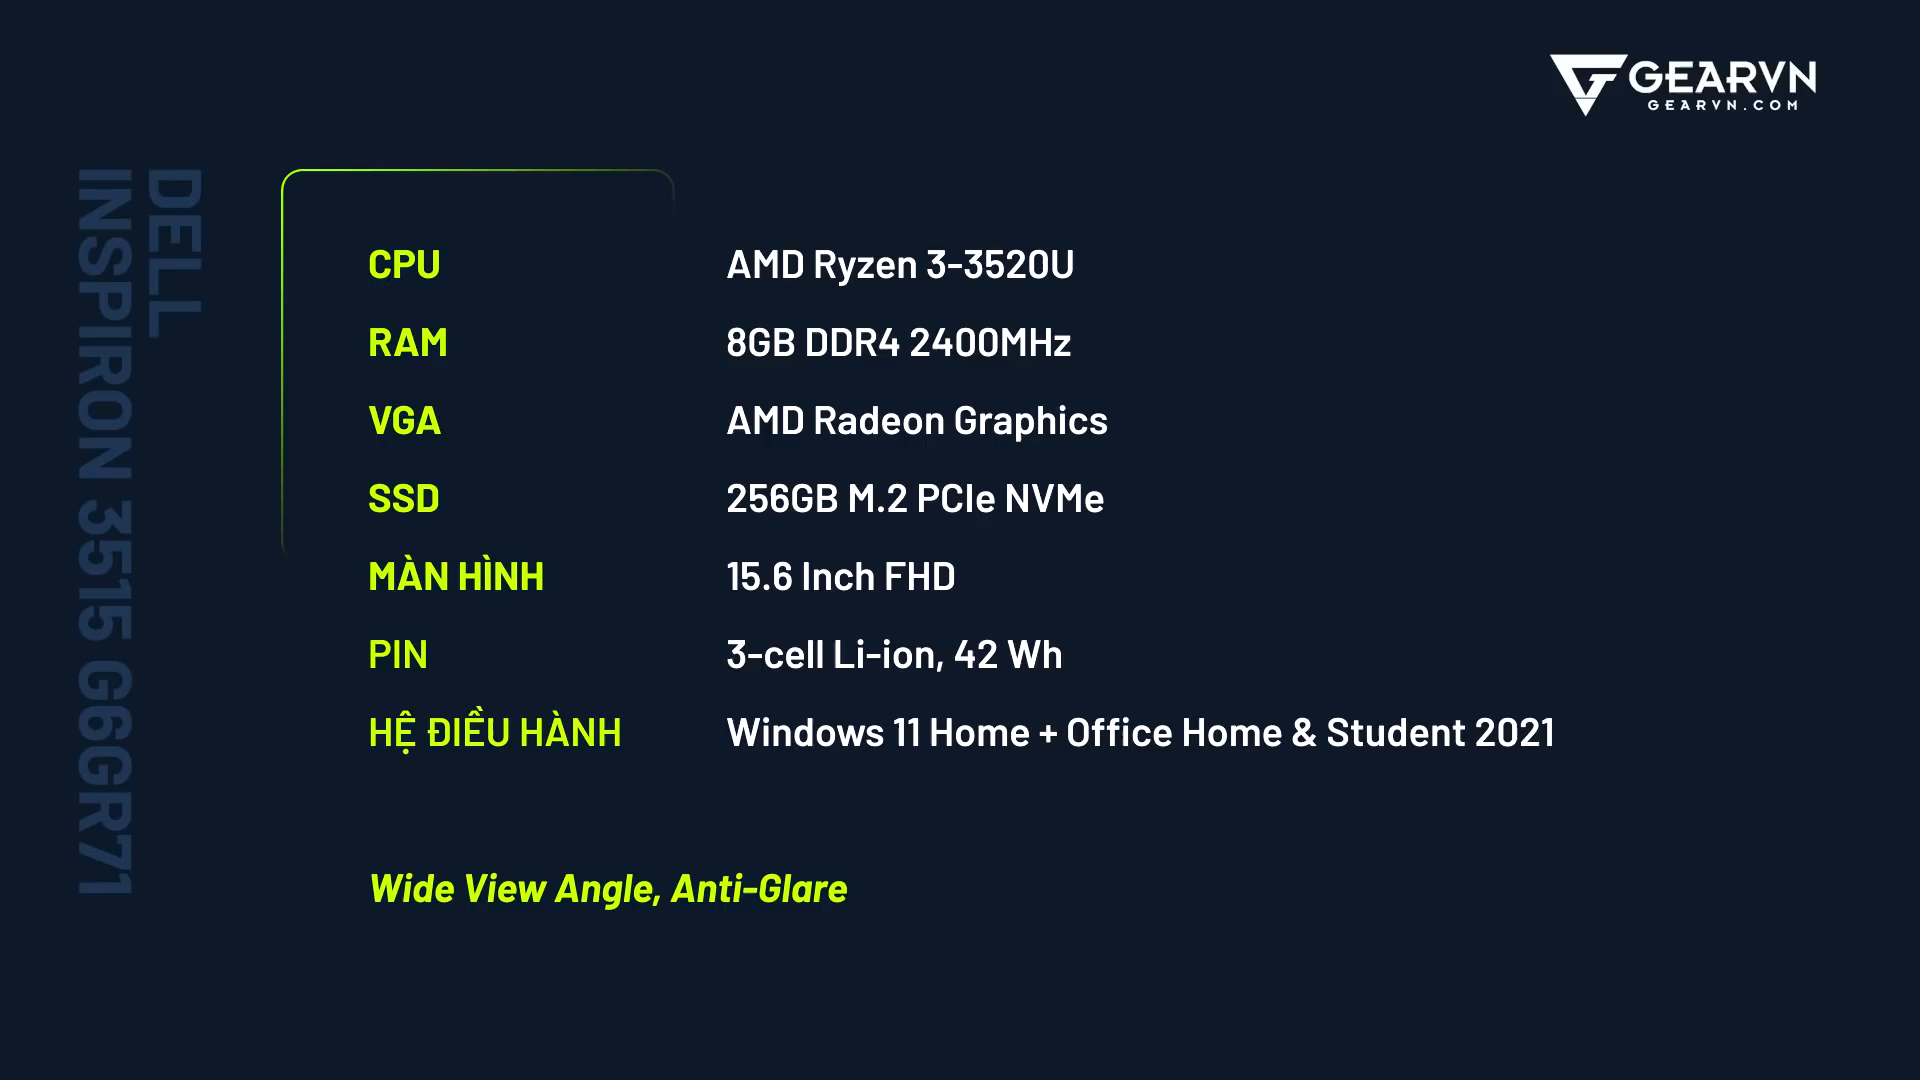 GEARVN
GEARVN.COM
DELL
INSPIRON 3515 G6GR71
CPU AMD Ryzen 3-3520U
RAM 8GB DDR4 2400MHz
VGA AMD Radeon Graphics
SSD 256GB M.2 PCIe NVMe
MÀN HÌNH 15.6 Inch FHD
PIN 3-cell Li-ion, 42 Wh
HỆ ĐIỀU HÀNH Windows 11 Home + Office Home & Student 2021
Wide View Angle, Anti-Glare